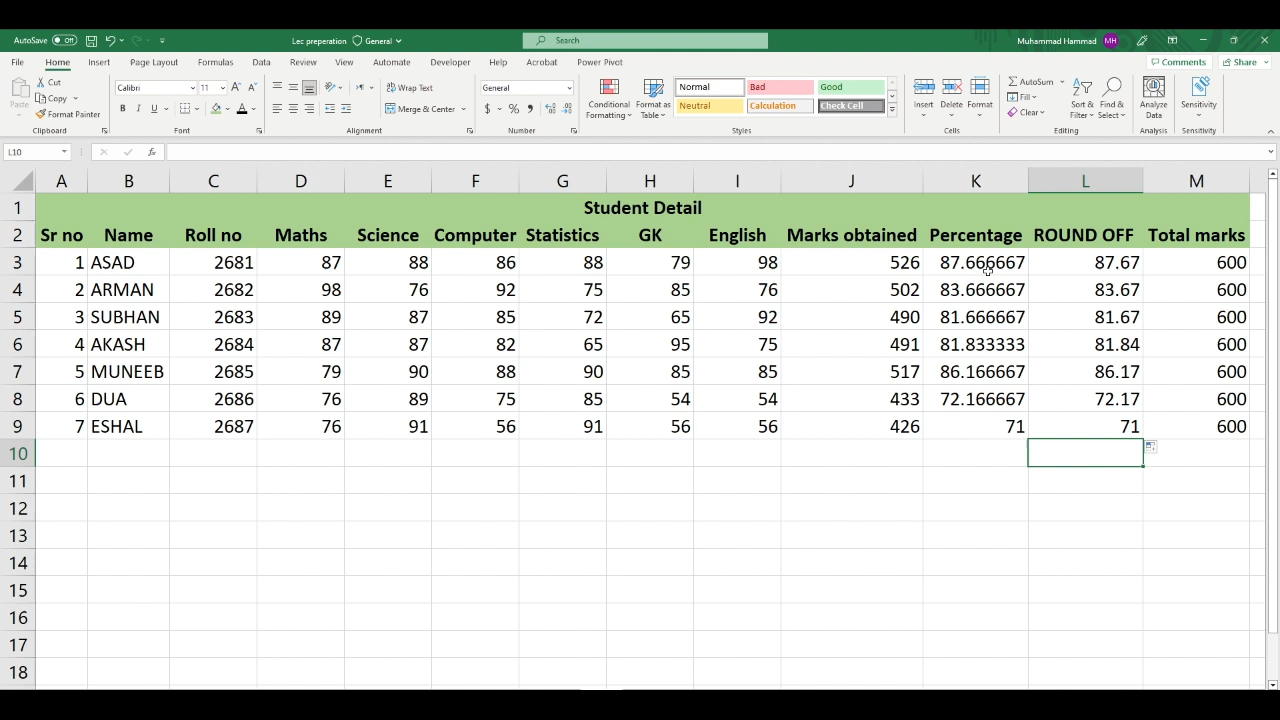 AutoSave Off Lec preperation General Search Muhammad Hammad MH
File Home Insert Page Layout Formulas Data Review View Automate Developer Help Acrobat Power Pivot Comments Share
Paste Cut Copy Format Painter Clipboard
Calibri 11 B I U A Font
Wrap Text Merge & Center Alignment
General $ % Number
Conditional Formatting Format as Table Normal Bad Good Neutral Calculation Check Cell Styles
Insert Delete Format Cells
AutoSum Fill Clear Sort & Filter Find & Select Editing
Analyze Data Analysis
Sensitivity Sensitivity
L10 fx
A B C D E F G H I J K L M
1 Student Detail
2 Sr no Name Roll no Maths Science Computer Statistics GK English Marks obtained Percentage ROUND OFF Total marks
3 1 ASAD 2681 87 88 86 88 79 98 526 87.666667 87.67 600
4 2 ARMAN 2682 98 76 92 75 85 76 502 83.666667 83.67 600
5 3 SUBHAN 2683 89 87 85 72 65 92 490 81.666667 81.67 600
6 4 AKASH 2684 87 87 82 65 95 75 491 81.833333 81.84 600
7 5 MUNEEB 2685 79 90 88 90 85 85 517 86.166667 86.17 600
8 6 DUA 2686 76 89 75 85 54 54 433 72.166667 72.17 600
9 7 ESHAL 2687 76 91 56 91 56 56 426 71 71 600
10
11
12
13
14
15
16
17
18